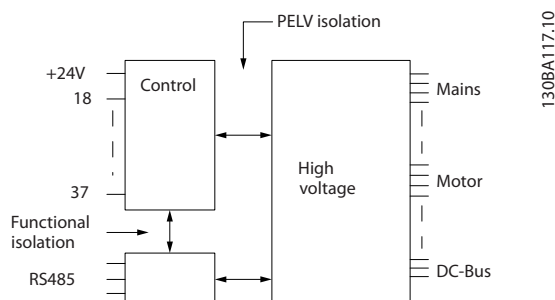 PELV isolation
130BA117.10
+24V
Control
18
Mains
High
voltage
Motor
37
Functional
isolation
RS485
DC-Bus